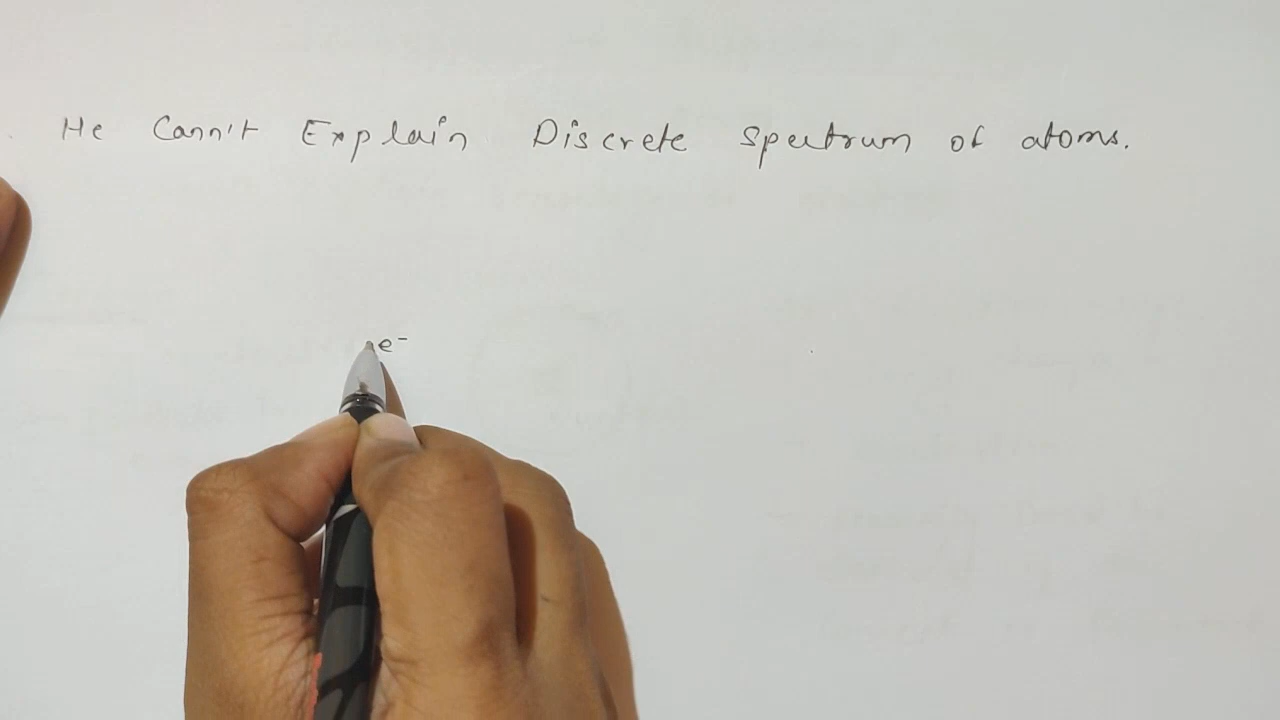 He Cann't Explain Discrete Spectrum of atoms.
e⁻